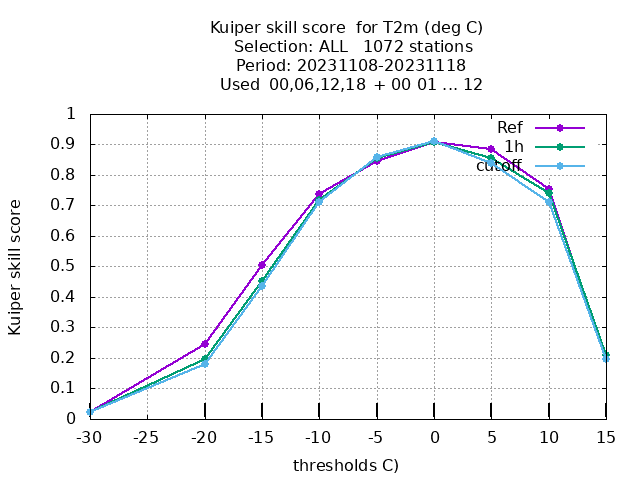 Kuiper skill score  for T2m (deg C)
Selection: ALL   1072 stations
Period: 20231108-20231118
Used  00,06,12,18  + 00 01 ... 12
Kuiper skill score
1
0.9
0.8
0.7
0.6
0.5
0.4
0.3
0.2
0.1
0
Ref
1h
cutoff
-30 -25 -20 -15 -10 -5 0 5 10 15
thresholds C)